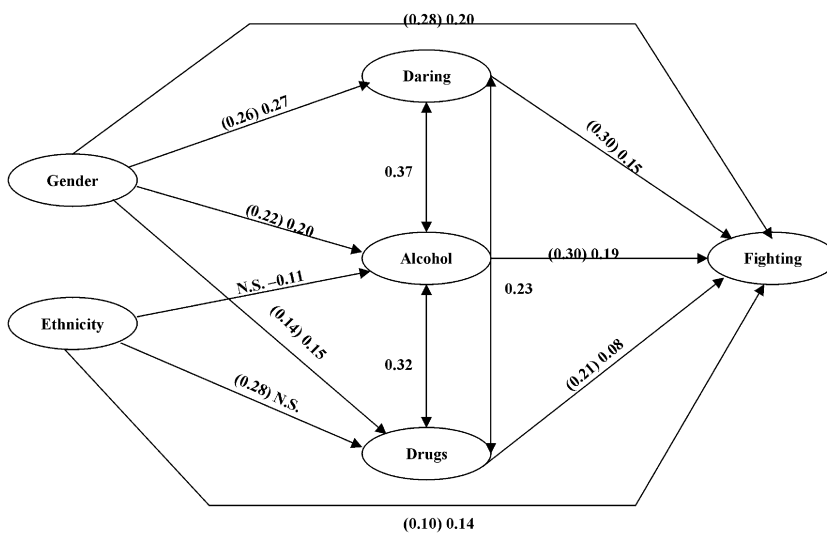 (0.28) 0.20
Daring
(0.26) 0.27
(0.30) 0.15
0.37
Gender
(0.22) 0.20
Alcohol
(0.30) 0.19
Fighting
N.S. –0.11
0.23
Ethnicity
(0.14) 0.15
0.32
(0.21) 0.08
(0.28) N.S.
Drugs
(0.10) 0.14